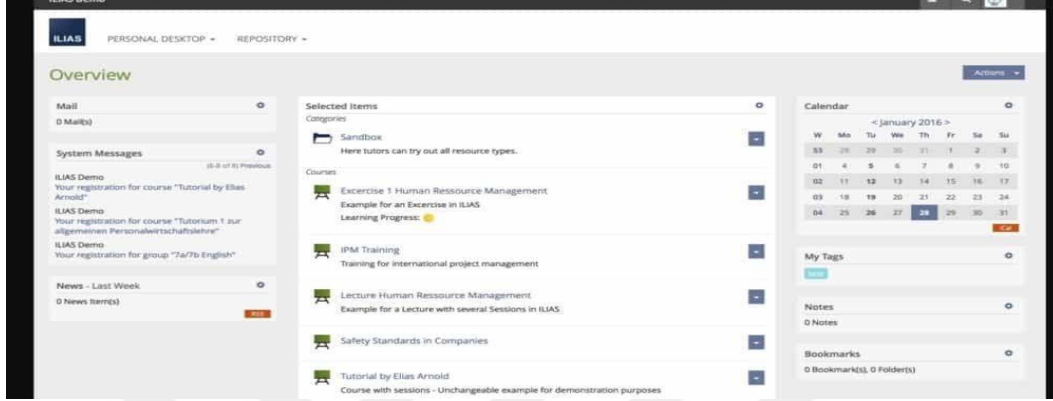 ILIAS Demo
ILIAS
PERSONAL DESKTOP
REPOSITORY
Overview
Actions
Mail
0 Mail(s)
System Messages
(6-8 of 8) Previous
ILIAS Demo
Your registration for course "Tutorial by Elias
Arnold"
ILIAS Demo
Your registration for course "Tutorium 1 zur
allgemeinen Personalwirtschaftslehre"
ILIAS Demo
Your registration for group "7a/7b English"
News - Last Week
0 News Item(s)
RSS
Selected Items
Categories
Sandbox
Here tutors can try out all resource types.
Courses
Excercise 1 Human Ressource Management
Example for an Excercise in ILIAS
Learning Progress:
IPM Training
Training for international project management
Lecture Human Ressource Management
Example for a Lecture with several Sessions in ILIAS
Safety Standards in Companies
Tutorial by Elias Arnold
Course with sessions - Unchangeable example for demonstration purposes
Calendar
< January 2016 >
W Mo Tu We Th Fr Sa Su
53 28 29 30 31 1 2 3
01 4 5 6 7 8 9 10
02 11 12 13 14 15 16 17
03 18 19 20 21 22 23 24
04 25 26 27 28 29 30 31
iCal
My Tags
Notes
0 Notes
Bookmarks
0 Bookmark(s), 0 Folder(s)